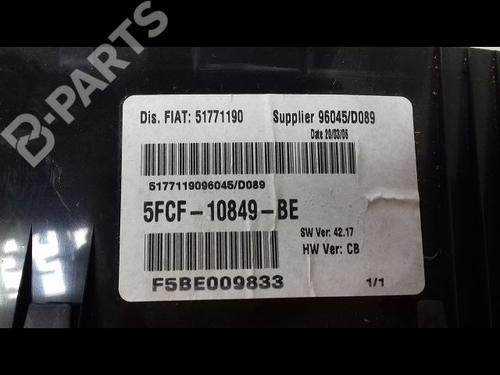 B-PARTS
Dis. FIAT: 51771190 Supplier 96045/D089
Date 20/03/06
5177119096045/D089
5FCF-10849-BE
SW Ver: 42.17
HW Ver: CB
F5BE009833 1/1